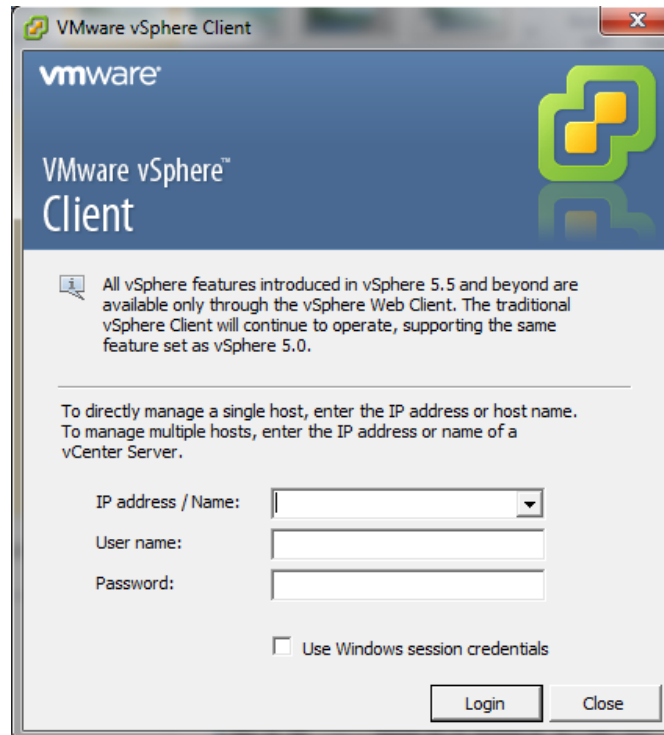 VMware vSphere Client
vmware
VMware vSphere™
Client
All vSphere features introduced in vSphere 5.5 and beyond are
available only through the vSphere Web Client. The traditional
vSphere Client will continue to operate, supporting the same
feature set as vSphere 5.0.
To directly manage a single host, enter the IP address or host name.
To manage multiple hosts, enter the IP address or name of a
vCenter Server.
IP address / Name:
User name:
Password:
Use Windows session credentials
Login Close